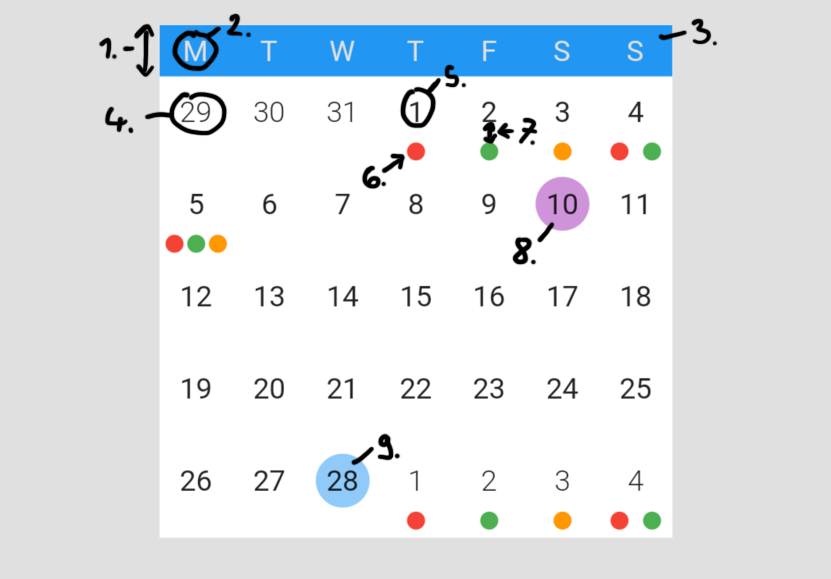 1.- M 2. T W T F S S 3.
4. 29 30 31 1 5. 2 3 4
6. 7.
5 6 7 8 9 10 11
8.
12 13 14 15 16 17 18
19 20 21 22 23 24 25
9.
26 27 28 1 2 3 4